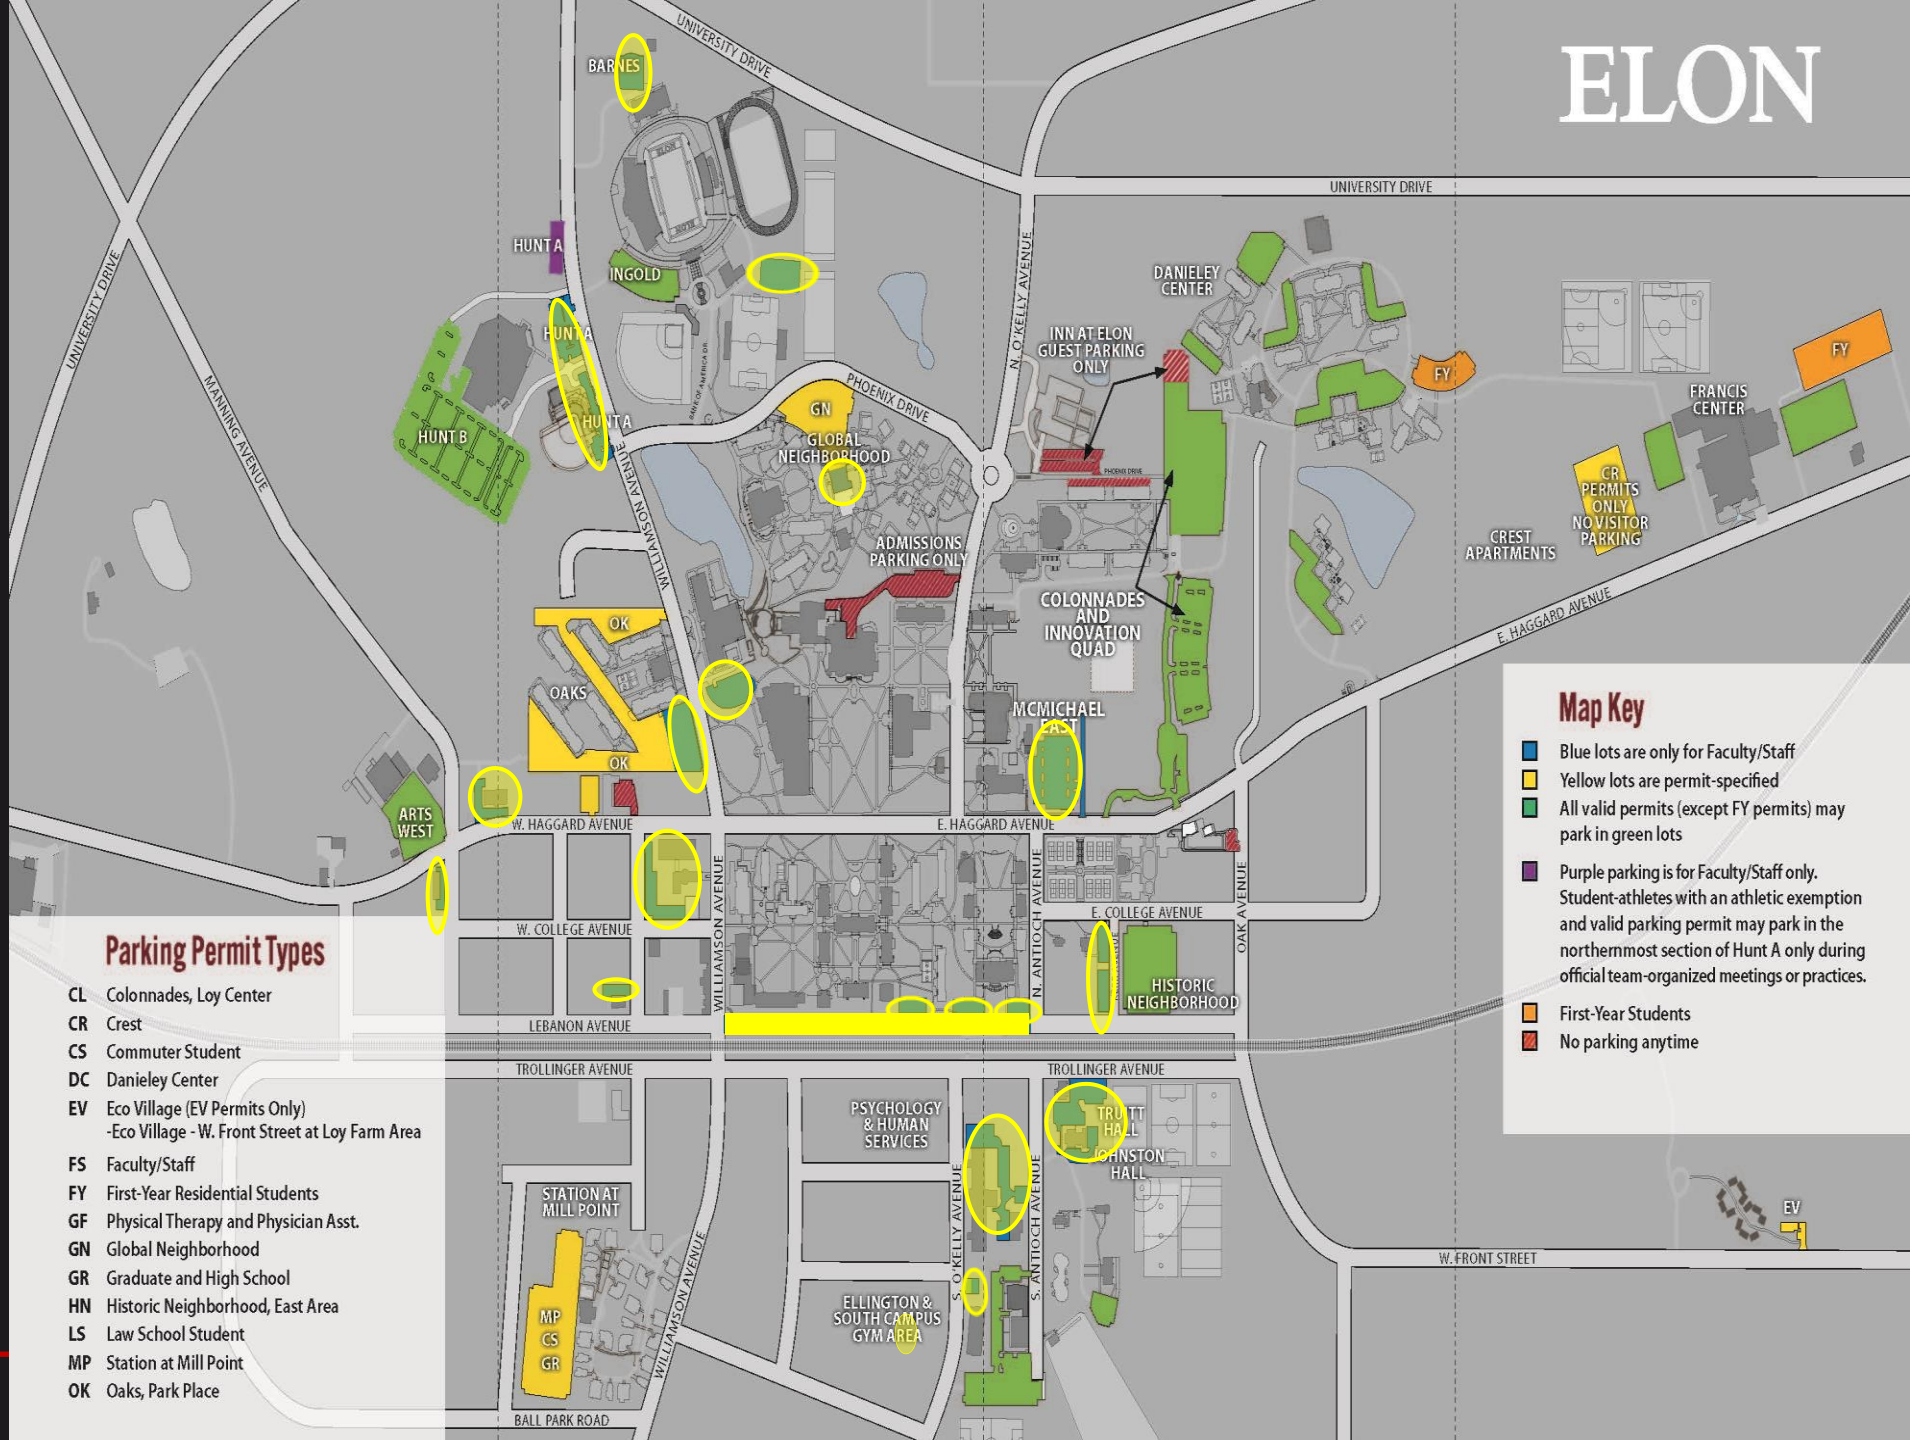 ELON
UNIVERSITY DRIVE
BARNES
ELON
UNIVERSITY DRIVE
HUNT A
INGOLD
N. O'KELLY AVENUE
DANIELEY
CENTER
UNIVERSITY DRIVE
HUNT A
INN AT ELON
GUEST PARKING
ONLY
FY
FY
BANK OF AMERICA DR.
MANNING AVENUE
PHOENIX DRIVE
GN
FRANCIS
CENTER
HUNT A
HUNT B
GLOBAL
NEIGHBORHOOD
PHOENIX DRIVE
CR
PERMITS
ONLY
NO VISITOR
PARKING
WILLIAMSON AVENUE
ADMISSIONS
PARKING ONLY
CREST
APARTMENTS
WILLIAMSON
COLONNADES
AND
INNOVATION
QUAD
E. HAGGARD AVENUE
OK
OAKS
MCMICHAEL
EAST
OK
ARTS
WEST
W. HAGGARD AVENUE
E. HAGGARD AVENUE
WILLIAMSON AVENUE
N. ANTIOCH AVENUE
OAK AVENUE
E. COLLEGE AVENUE
W. COLLEGE AVENUE
HISTORIC
NEIGHBORHOOD
LEBANON AVENUE
TROLLINGER AVENUE
TROLLINGER AVENUE
PSYCHOLOGY
& HUMAN
SERVICES
TRUITT
HALL
JOHNSTON
HALL
STATION AT
MILL POINT
S. O'KELLY AVENUE
S. ANTIOCH AVENUE
EV
W. FRONT STREET
ELLINGTON &
SOUTH CAMPUS
GYM AREA
MP
CS
GR
WILLIAMSON AVENUE
BALL PARK ROAD
Map Key
Blue lots are only for Faculty/Staff
Yellow lots are permit-specified
All valid permits (except FY permits) may
park in green lots
Purple parking is for Faculty/Staff only.
Student-athletes with an athletic exemption
and valid parking permit may park in the
northernmost section of Hunt A only during
official team-organized meetings or practices.
First-Year Students
No parking anytime
Parking Permit Types
CL Colonnades, Loy Center
CR Crest
CS Commuter Student
DC Danieley Center
EV Eco Village (EV Permits Only)
-Eco Village - W. Front Street at Loy Farm Area
FS Faculty/Staff
FY First-Year Residential Students
GF Physical Therapy and Physician Asst.
GN Global Neighborhood
GR Graduate and High School
HN Historic Neighborhood, East Area
LS Law School Student
MP Station at Mill Point
OK Oaks, Park Place